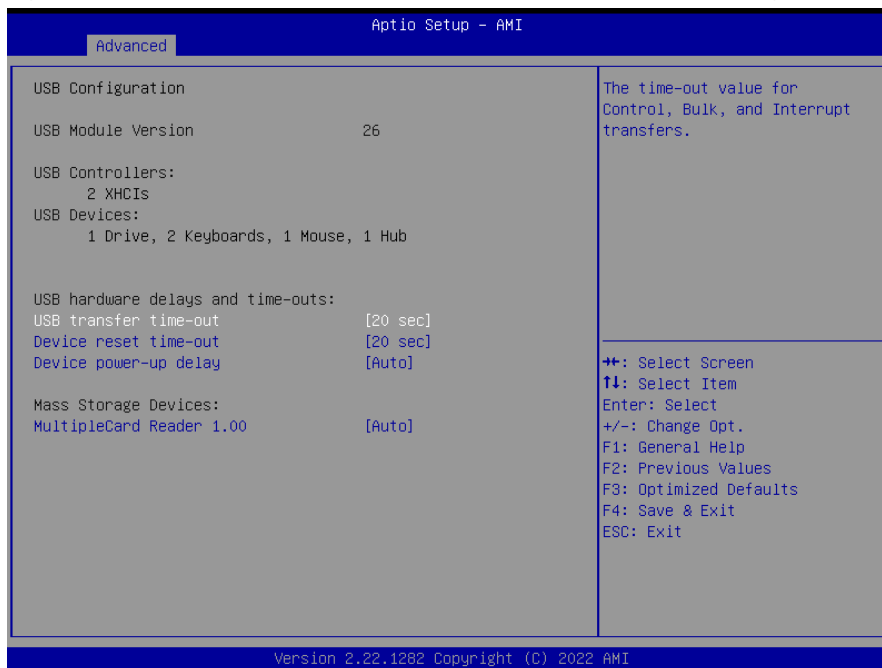 Aptio Setup – AMI
Advanced
USB Configuration
USB Module Version 26
USB Controllers:
2 XHCIs
USB Devices:
1 Drive, 2 Keyboards, 1 Mouse, 1 Hub
USB hardware delays and time-outs:
USB transfer time-out [20 sec]
Device reset time-out [20 sec]
Device power-up delay [Auto]
Mass Storage Devices:
MultipleCard Reader 1.00 [Auto]
The time-out value for
Control, Bulk, and Interrupt
transfers.
→←: Select Screen
↑↓: Select Item
Enter: Select
+/-: Change Opt.
F1: General Help
F2: Previous Values
F3: Optimized Defaults
F4: Save & Exit
ESC: Exit
Version 2.22.1282 Copyright (C) 2022 AMI